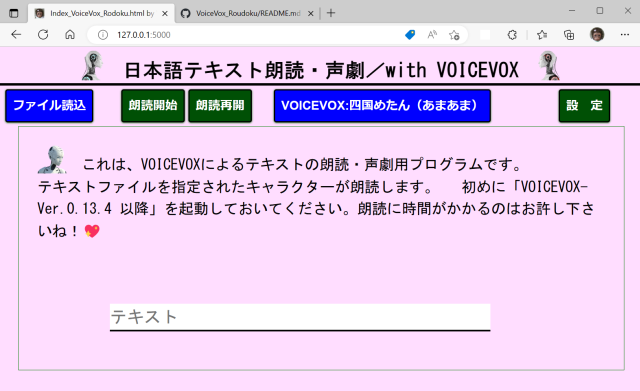 Index_VoiceVox_Rodoku.html by
VoiceVox_Roudoku/README.md
127.0.0.1:5000
日本語テキスト朗読・声劇／with VOICEVOX
ファイル読込
朗読開始
朗読再開
VOICEVOX:四国めたん（あまあま）
設　定
これは、VOICEVOXによるテキストの朗読・声劇用プログラムです。
テキストファイルを指定されたキャラクターが朗読します。　初めに「VOICEVOX-
Ver.0.13.4 以降」を起動しておいてください。朗読に時間がかかるのはお許し下さ
いね！💖
テキスト